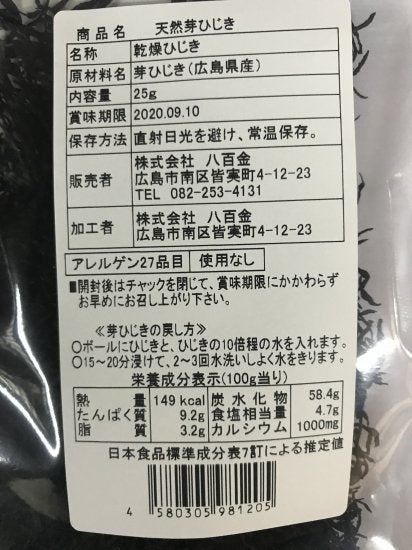 商品名 天然芽ひじき
名称 乾燥ひじき
原材料名 芽ひじき(広島県産)
内容量 25g
賞味期限 2020.09.10
保存方法 直射日光を避け、常温保存。
販売者 株式会社 八百金
広島市南区皆実町4-12-23
TEL 082-253-4131
加工者 株式会社 八百金
広島市南区皆実町4-12-23
アレルゲン27品目 使用なし
■開封後はチャックを閉じて、賞味期限にかかわらず
お早めにお召し上がり下さい。
≪芽ひじきの戻し方≫
○ボールにひじきと、ひじきの10倍程の水を入れます。
○15~20分浸けて、2~3回水洗いしよく水をきります。
栄養成分表示(100g当り)
熱量 149kcal 炭水化物 58.4g
たんぱく質 9.2g 食塩相当量 4.7g
脂質 3.2g カルシウム 1000mg
日本食品標準成分表7訂による推定値
4 580305 981205